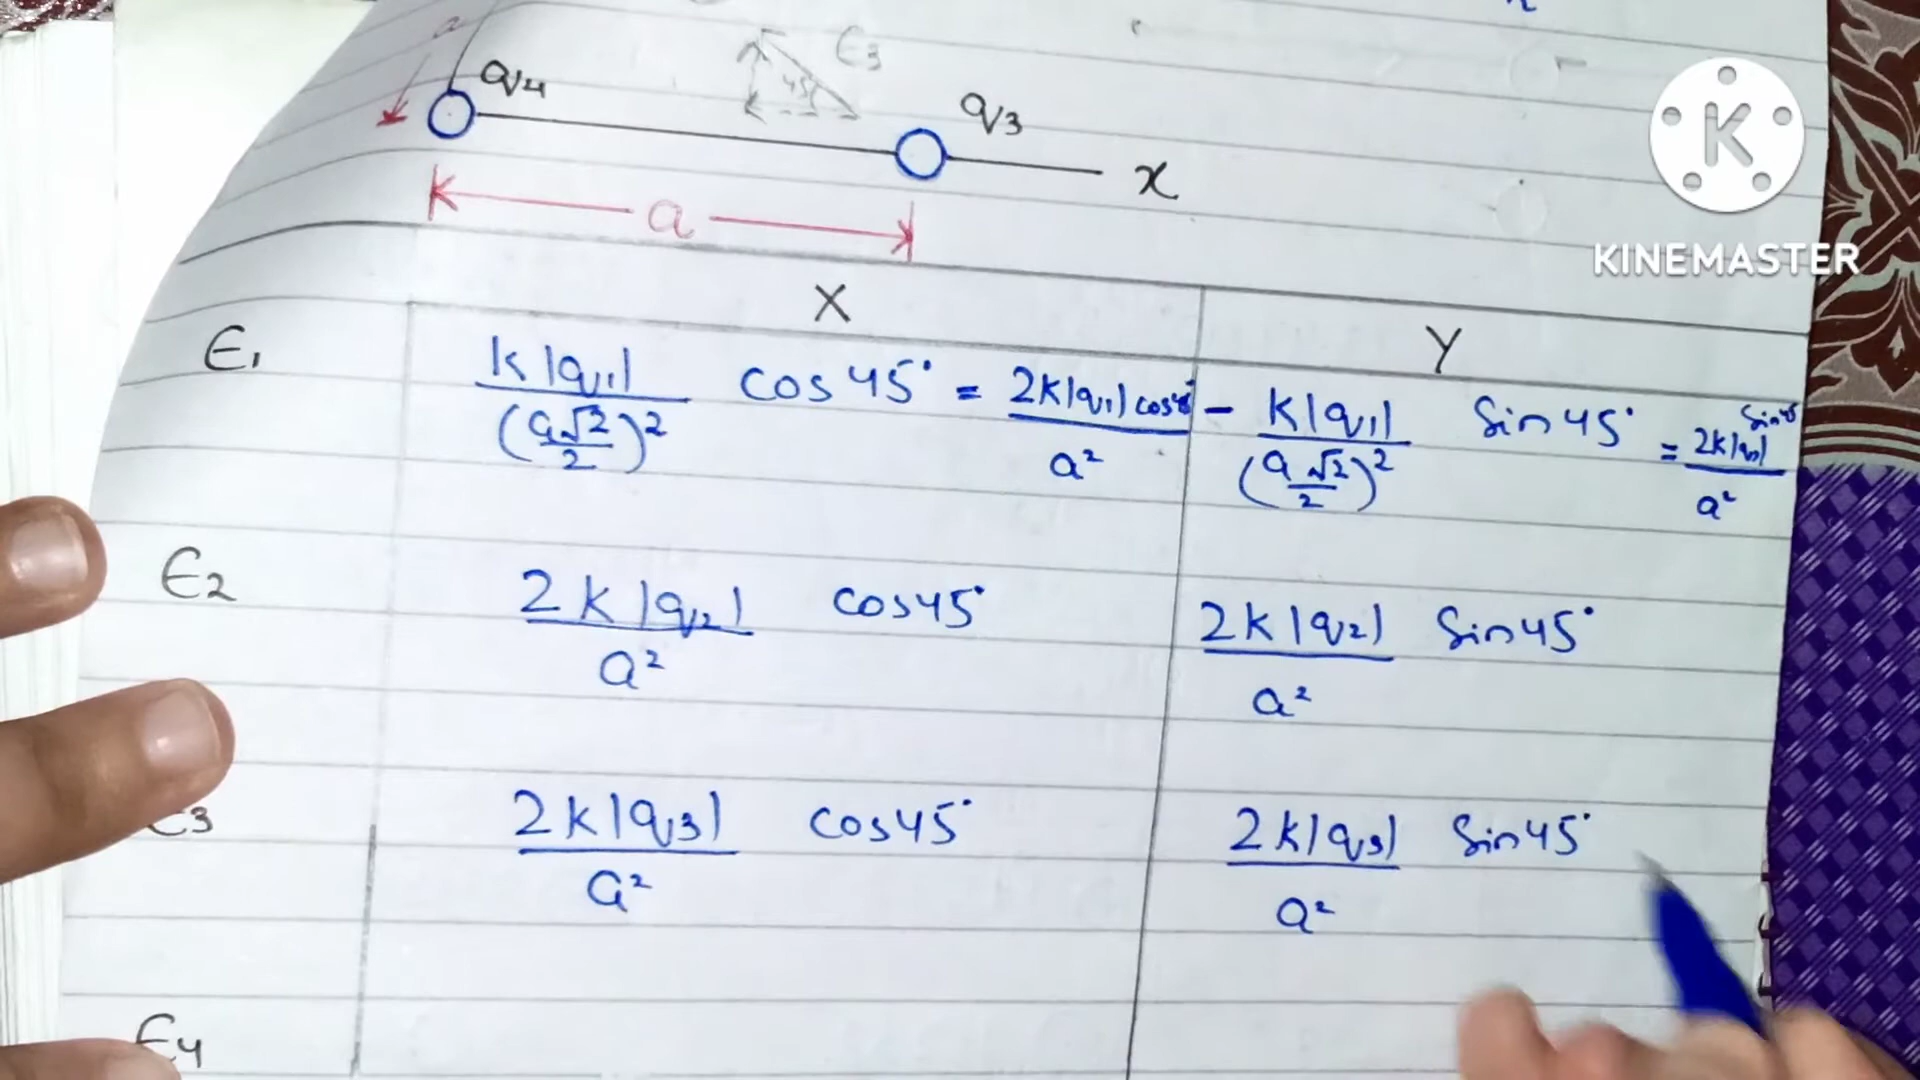 a
q4
E3
45
q3
x
a
K
KINEMASTER
X
Y
E1
k|q1| / (a√2/2)² cos 45° = 2k|q1| cos45 / a²
- k|q1| / (a√2/2)² Sin 45° = 2k|q1| Sin45 / a²
E2
2k|q2| / a² cos45°
2k|q2| / a² Sin45°
E3
2k|q3| / a² cos45°
2k|q3| / a² Sin45°
E4